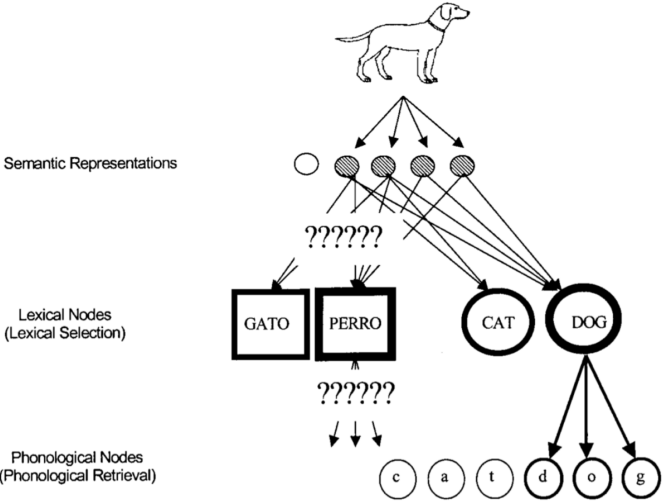 Semantic Representations
??????
Lexical Nodes
(Lexical Selection)
GATO
PERRO
CAT
DOG
??????
Phonological Nodes
(Phonological Retrieval)
c
a
t
d
o
g